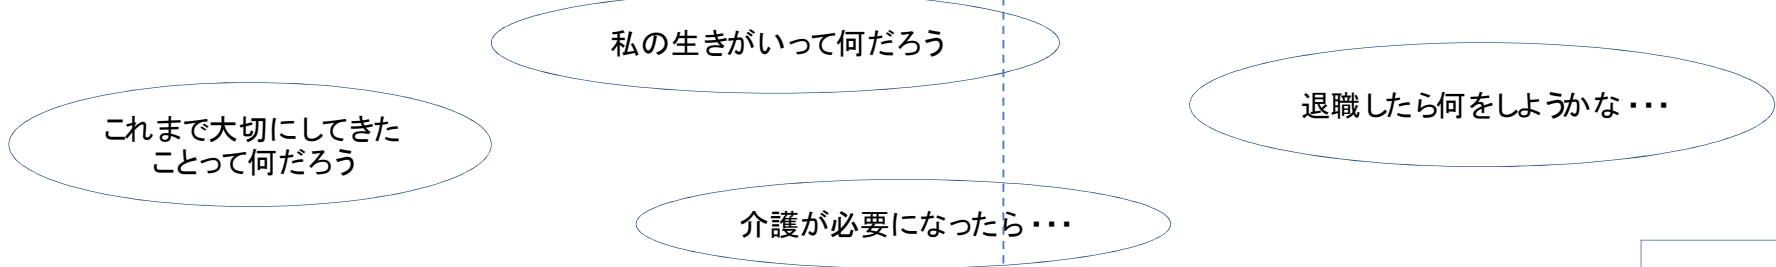 私の生きがいって何だろう
退職したら何をしようかな・・・
これまで大切にしてきた
ことって何だろう
介護が必要になったら・・・